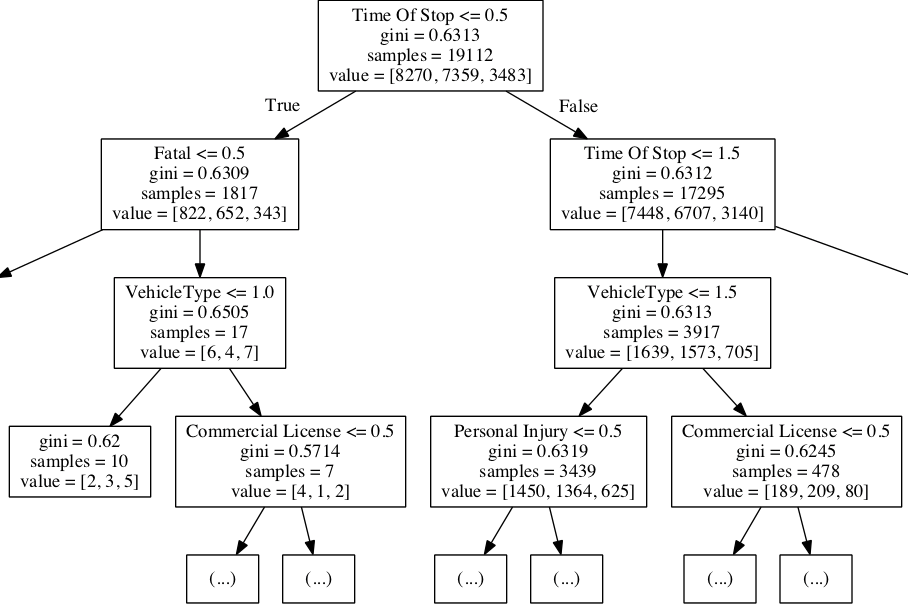 Time Of Stop <= 0.5
gini = 0.6313
samples = 19112
value = [8270, 7359, 3483]
True
False
Fatal <= 0.5
gini = 0.6309
samples = 1817
value = [822, 652, 343]
Time Of Stop <= 1.5
gini = 0.6312
samples = 17295
value = [7448, 6707, 3140]
VehicleType <= 1.0
gini = 0.6505
samples = 17
value = [6, 4, 7]
VehicleType <= 1.5
gini = 0.6313
samples = 3917
value = [1639, 1573, 705]
gini = 0.62
samples = 10
value = [2, 3, 5]
Commercial License <= 0.5
gini = 0.5714
samples = 7
value = [4, 1, 2]
Personal Injury <= 0.5
gini = 0.6319
samples = 3439
value = [1450, 1364, 625]
Commercial License <= 0.5
gini = 0.6245
samples = 478
value = [189, 209, 80]
(...)
(...)
(...)
(...)
(...)
(...)